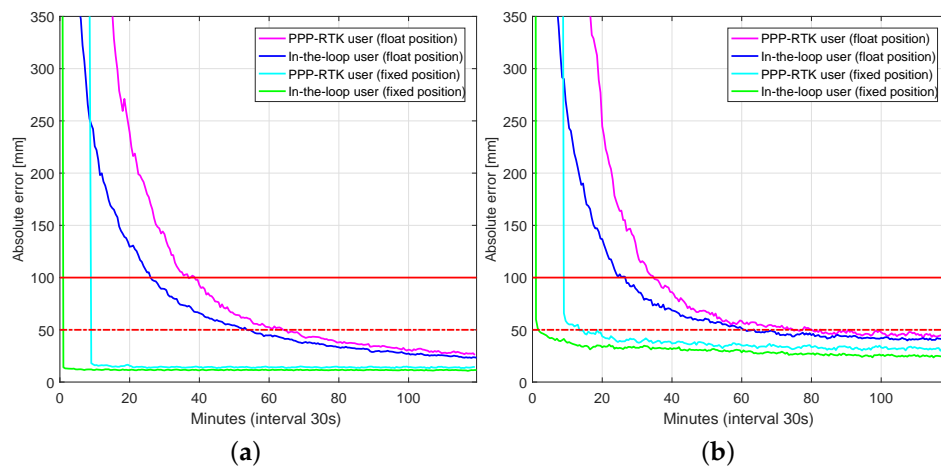 350
300
250
200
150
100
50
0
Absolute error [mm]
PPP-RTK user (float position)
In-the-loop user (float position)
PPP-RTK user (fixed position)
In-the-loop user (fixed position)
0 20 40 60 80 100
Minutes (interval 30s)
(a)
350
300
250
200
150
100
50
0
Absolute error [mm]
PPP-RTK user (float position)
In-the-loop user (float position)
PPP-RTK user (fixed position)
In-the-loop user (fixed position)
0 20 40 60 80 100
Minutes (interval 30s)
(b)